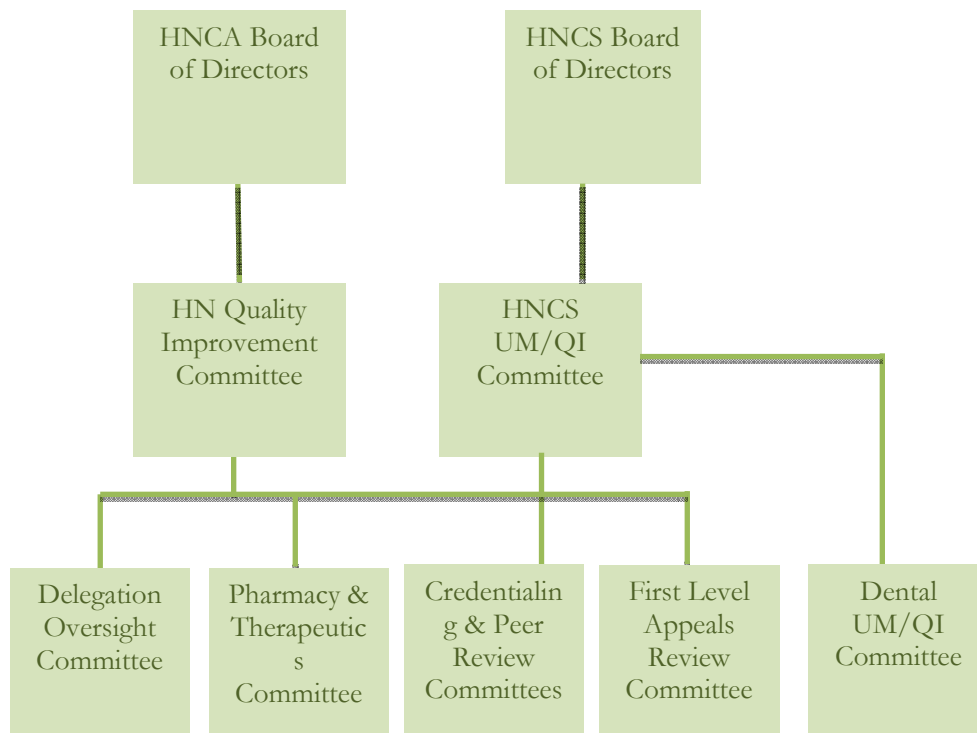 HNCA Board
of Directors
HNCS Board
of Directors
HN Quality
Improvement
Committee
HNCS
UM/QI
Committee
Delegation
Oversight
Committee
Pharmacy &
Therapeutic
s
Committee
Credentialin
g & Peer
Review
Committees
First Level
Appeals
Review
Committee
Dental
UM/QI
Committee